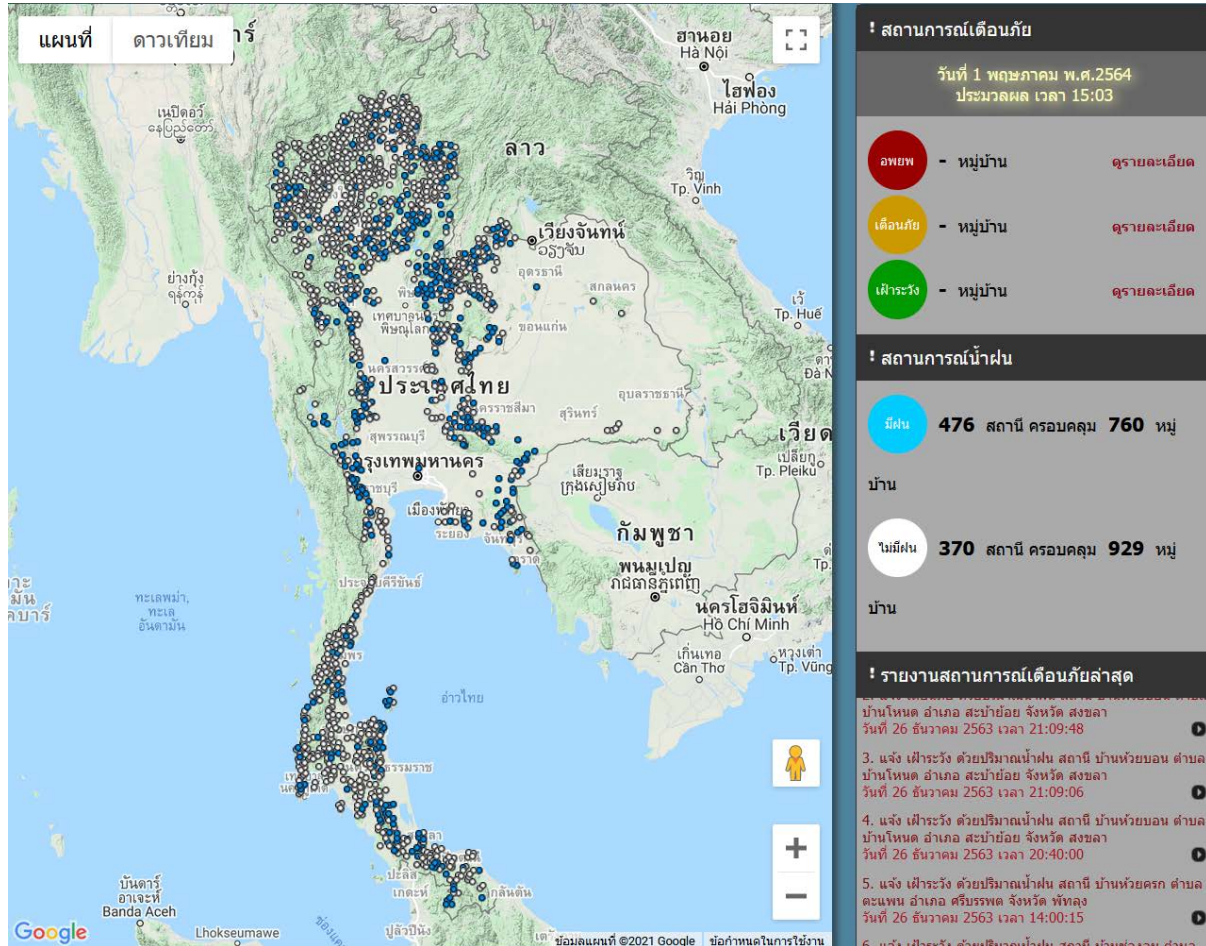 แผนที่
ดาวเทียม
ฮานอย
Hà Nội
ไฮฟอง
Hải Phòng
เนปิดอว์
နေပြည်တော်
ลาว
วิญ
Tp. Vinh
เวียงจันทน์
ວຽງຈັນ
อุดรธานี
สกลนคร
ย่างกุ้ง
ရန်ကုန်
เว้
Tp. Huế
พิษณุโลก
ขอนแก่น
นครสวรรค์
ประเทศไทย
อุบลราชธานี
สุรินทร์
สุพรรณบุรี
กรุงเทพมหานคร
เสียมราฐ
ក្រុងសៀមរាប
Tp. Pleiku
ระยอง
กัมพูชา
พนมเปญ
រាជធានីភ្នំពេញ
นครโฮจิมินห์
Hồ Chí Minh
ทะเลพม่า,
ทะเล
อันดามัน
เกิ่นเทอ
Cần Thơ
หวุงเต่า
Tp. Vũng
อ่าวไทย
บันดาร์
อาเจะห์
Banda Aceh
Lhokseumawe
Google
ข้อมูลแผนที่ ©2021 Google
ข้อกำหนดในการใช้งาน
สถานการณ์เตือนภัย
วันที่ 1 พฤษภาคม พ.ศ.2564
ประมวลผล เวลา 15:03
อพยพ - หมู่บ้าน ดูรายละเอียด
เตือนภัย - หมู่บ้าน ดูรายละเอียด
เฝ้าระวัง - หมู่บ้าน ดูรายละเอียด
สถานการณ์น้ำฝน
มีฝน 476 สถานี ครอบคลุม 760 หมู่
บ้าน
ไม่มีฝน 370 สถานี ครอบคลุม 929 หมู่
บ้าน
รายงานสถานการณ์เตือนภัยล่าสุด
บ้านโหนด อำเภอ สะบ้าย้อย จังหวัด สงขลา
วันที่ 26 ธันวาคม 2563 เวลา 21:09:48
3. แจ้ง เฝ้าระวัง ด้วยปริมาณน้ำฝน สถานี บ้านห้วยบอน ตำบล
บ้านโหนด อำเภอ สะบ้าย้อย จังหวัด สงขลา
วันที่ 26 ธันวาคม 2563 เวลา 21:09:06
4. แจ้ง เฝ้าระวัง ด้วยปริมาณน้ำฝน สถานี บ้านห้วยบอน ตำบล
บ้านโหนด อำเภอ สะบ้าย้อย จังหวัด สงขลา
วันที่ 26 ธันวาคม 2563 เวลา 20:40:00
5. แจ้ง เฝ้าระวัง ด้วยปริมาณน้ำฝน สถานี บ้านห้วยครก ตำบล
ตะแพน อำเภอ ศรีบรรพต จังหวัด พัทลุง
วันที่ 26 ธันวาคม 2563 เวลา 14:00:15